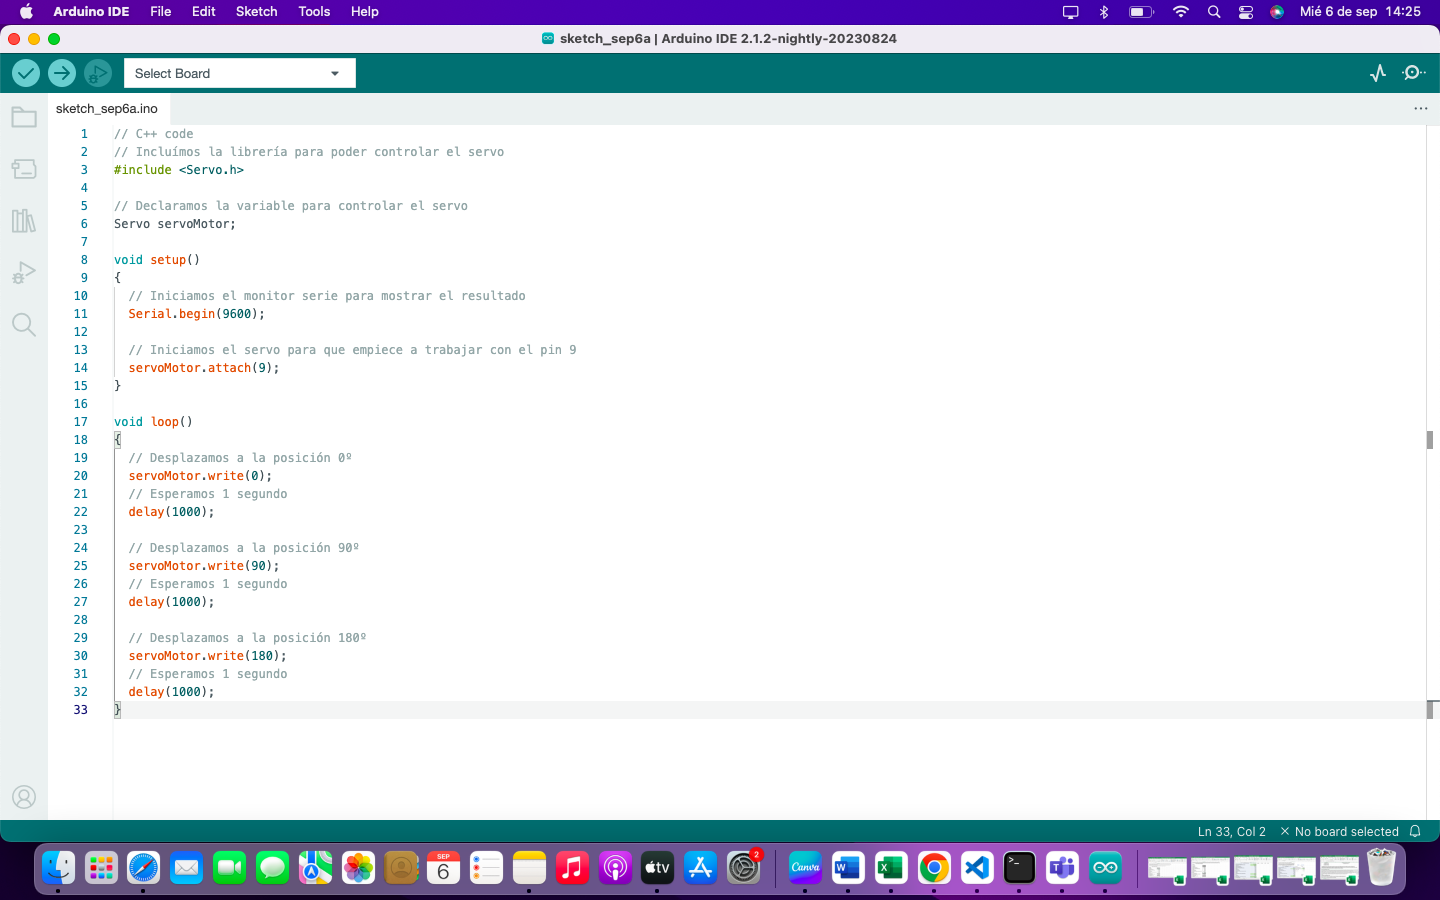 Arduino IDE File Edit Sketch Tools Help Mié 6 de sep 14:25
sketch_sep6a | Arduino IDE 2.1.2-nightly-20230824
Select Board
sketch_sep6a.ino
1 // C++ code
2 // Incluímos la librería para poder controlar el servo
3 #include <Servo.h>
4
5 // Declaramos la variable para controlar el servo
6 Servo servoMotor;
7
8 void setup()
9 {
10 // Iniciamos el monitor serie para mostrar el resultado
11 Serial.begin(9600);
12
13 // Iniciamos el servo para que empiece a trabajar con el pin 9
14 servoMotor.attach(9);
15 }
16
17 void loop()
18 {
19 // Desplazamos a la posición 0º
20 servoMotor.write(0);
21 // Esperamos 1 segundo
22 delay(1000);
23
24 // Desplazamos a la posición 90º
25 servoMotor.write(90);
26 // Esperamos 1 segundo
27 delay(1000);
28
29 // Desplazamos a la posición 180º
30 servoMotor.write(180);
31 // Esperamos 1 segundo
32 delay(1000);
33 }
Ln 33, Col 2 × No board selected
SEP
6
tv
2
Canva
W
X
>_